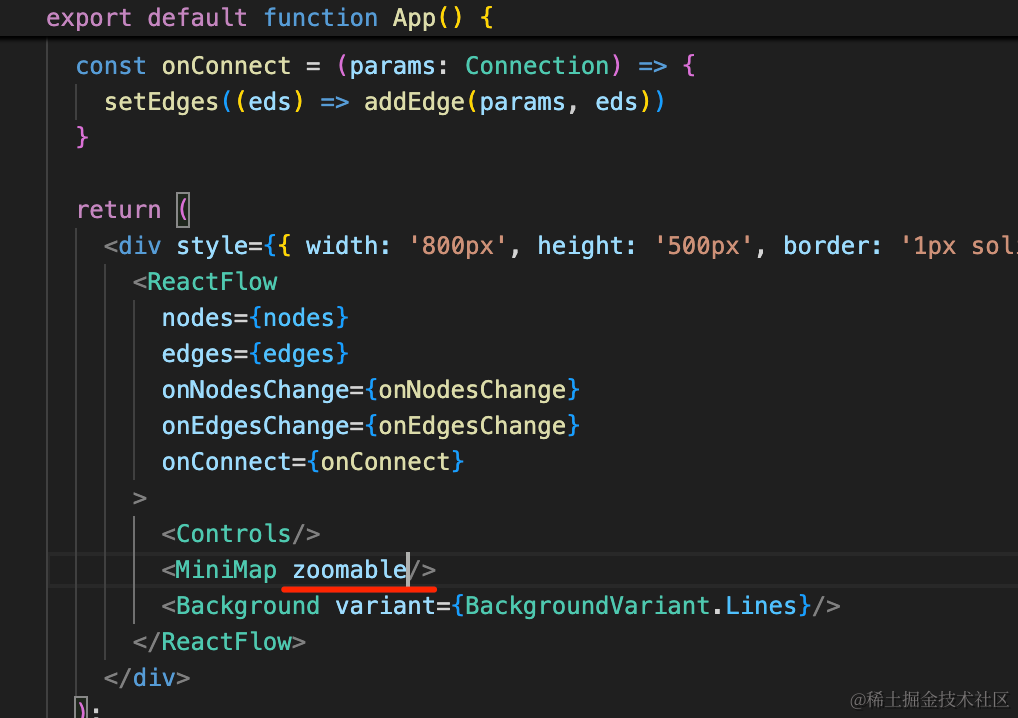 export default function App() {
const onConnect = (params: Connection) => {
setEdges((eds) => addEdge(params, eds))
}
return (
<div style={{ width: '800px', height: '500px', border: '1px soli
<ReactFlow
nodes={nodes}
edges={edges}
onNodesChange={onNodesChange}
onEdgesChange={onEdgesChange}
onConnect={onConnect}
>
<Controls/>
<MiniMap zoomable/>
<Background variant={BackgroundVariant.Lines}/>
</ReactFlow>
</div>
);
@稀土掘金技术社区